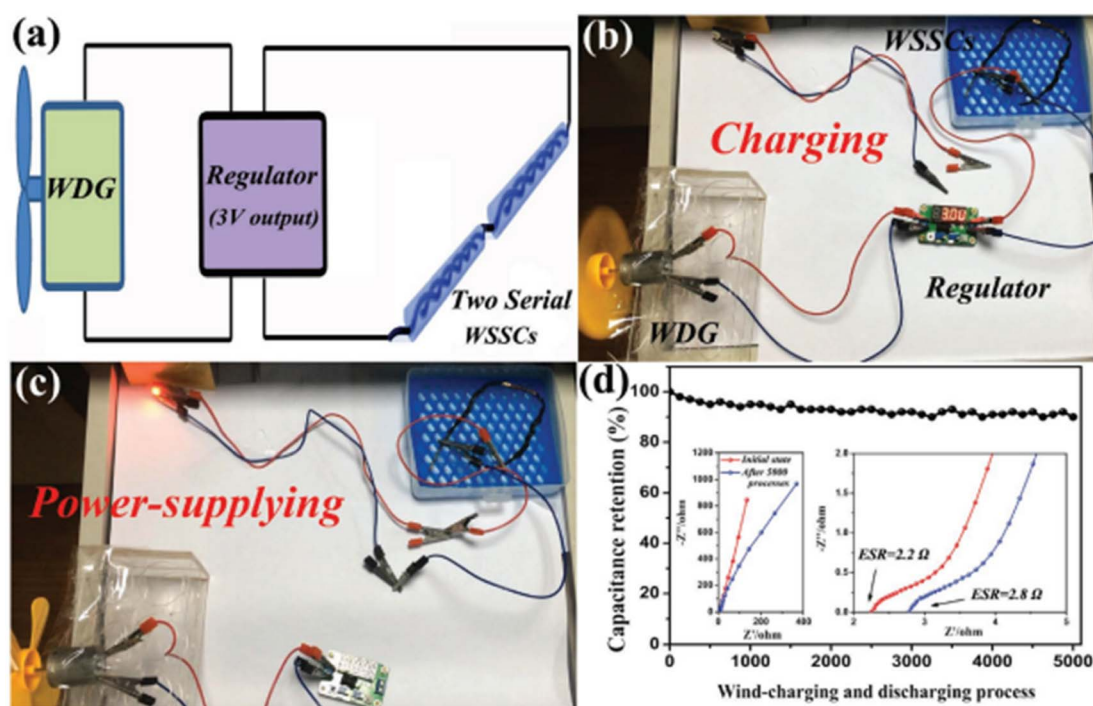 (a)
WDG
Regulator
(3V output)
Two Serial
WSSCs
(b)
WSSCs
Charging
3.0U
Regulator
WDG
(c)
Power-supplying
(d)
Capacitance retention (%)
100
80
60
40
20
0
0 1000 2000 3000 4000 5000
Wind-charging and discharging process
Initial state
After 5000
processes
-Z''/ohm
1200
1000
800
600
400
200
0
0 200 400
Z'/ohm
-Z''/ohm
2.0
1.5
1.0
0.5
0.0
ESR=2.2 Ω
ESR=2.8 Ω
2 3 4 5
Z'/ohm